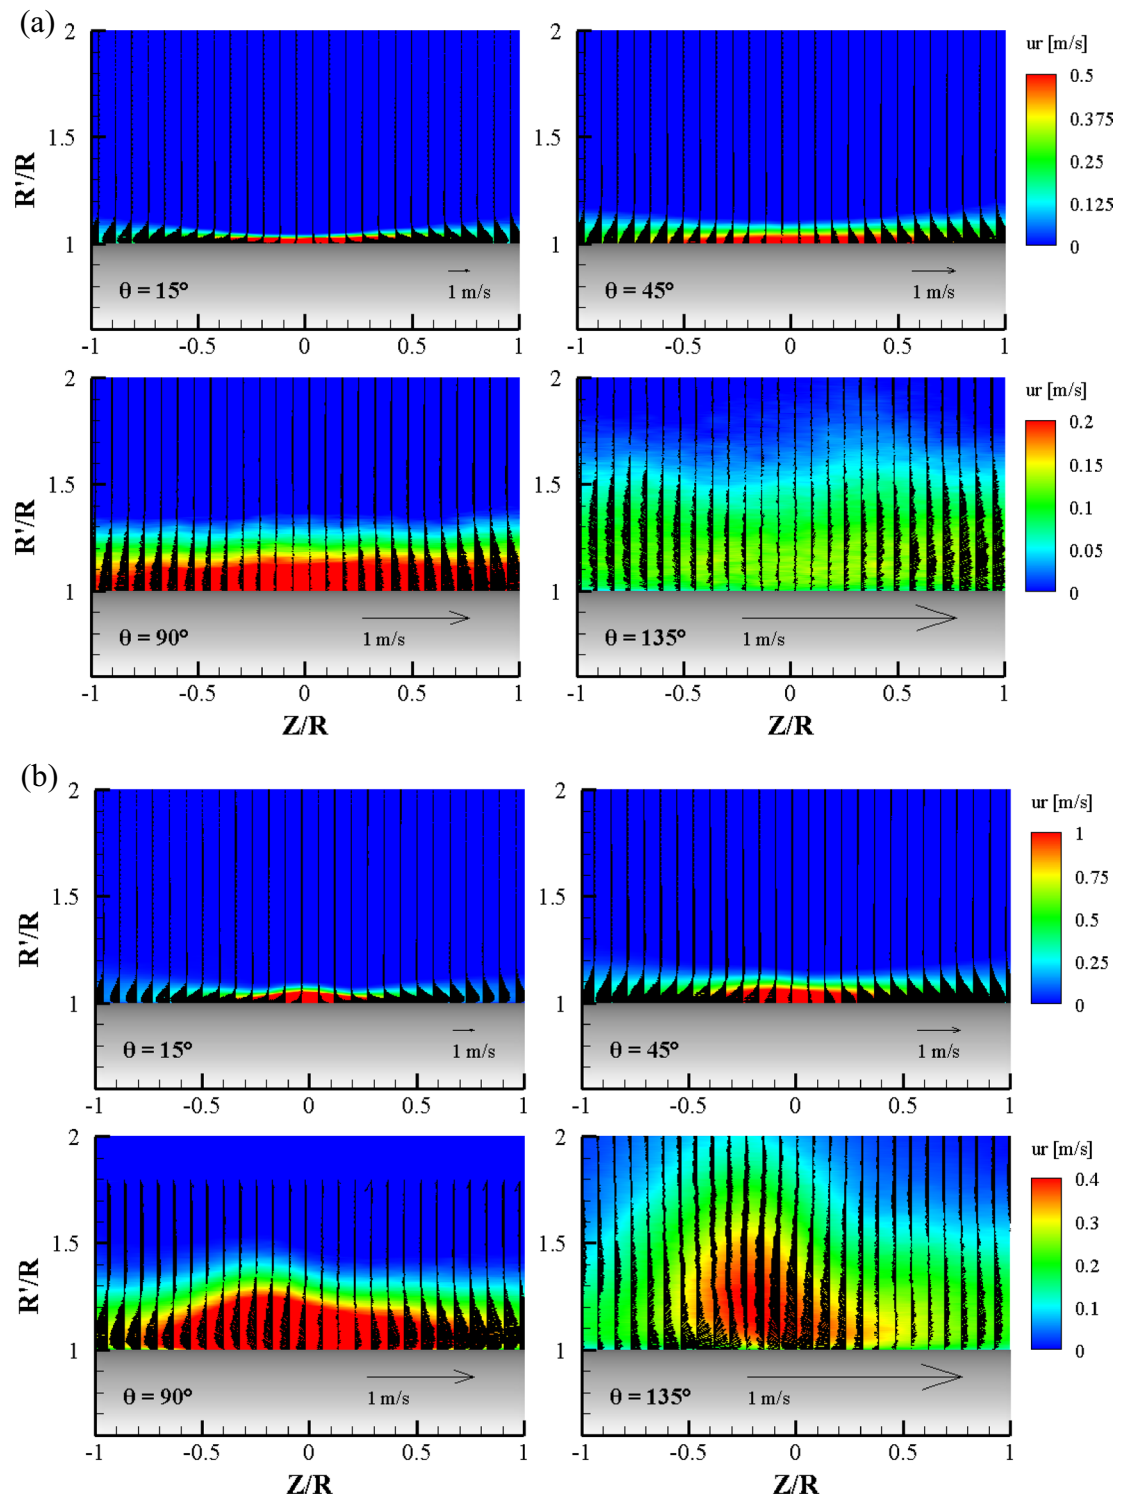 (a)
2
1.5
1
R'/R
θ = 15°
1 m/s
-1 -0.5 0 0.5 1
2
1.5
1
θ = 45°
1 m/s
-1 -0.5 0 0.5 1
ur [m/s]
0.5
0.375
0.25
0.125
0
2
1.5
1
R'/R
θ = 90°
1 m/s
-1 -0.5 0 0.5 1
Z/R
2
1.5
1
θ = 135°
1 m/s
-1 -0.5 0 0.5 1
Z/R
ur [m/s]
0.2
0.15
0.1
0.05
0
(b)
2
1.5
1
R'/R
θ = 15°
1 m/s
-1 -0.5 0 0.5 1
2
1.5
1
θ = 45°
1 m/s
-1 -0.5 0 0.5 1
ur [m/s]
1
0.75
0.5
0.25
0
2
1.5
1
R'/R
θ = 90°
1 m/s
-1 -0.5 0 0.5 1
Z/R
2
1.5
1
θ = 135°
1 m/s
-1 -0.5 0 0.5 1
Z/R
ur [m/s]
0.4
0.3
0.2
0.1
0